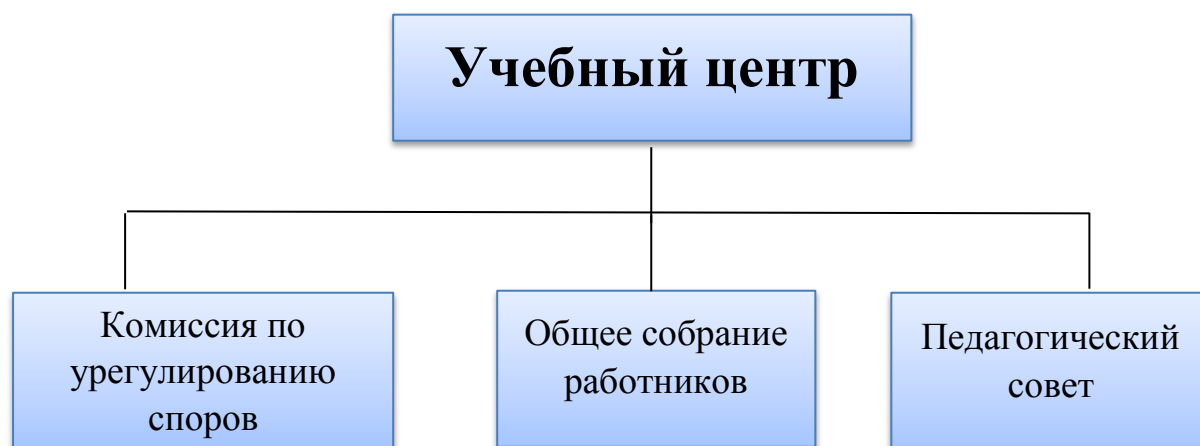 Учебный центр
Комиссия по
урегулированию
споров
Общее собрание
работников
Педагогический
совет